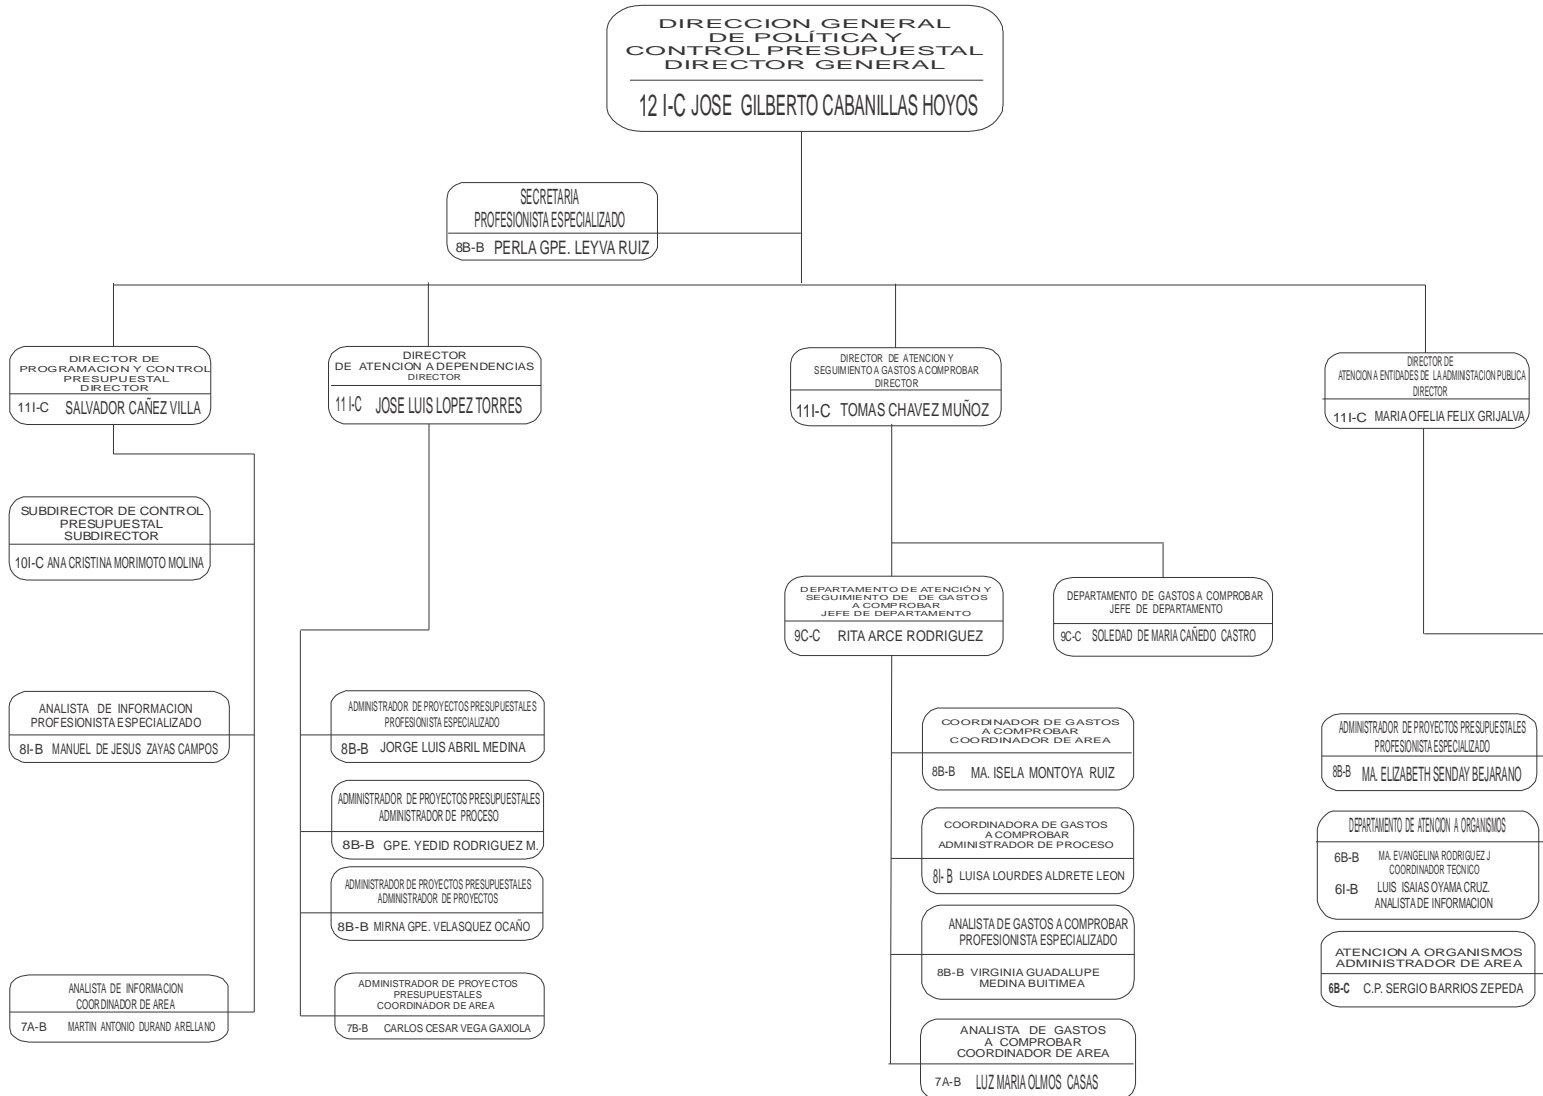 DIRECCION GENERAL
DE POLÍTICA Y
CONTROL PRESUPUESTAL
DIRECTOR GENERAL
12 I-C JOSE GILBERTO CABANILLAS HOYOS
SECRETARIA
PROFESIONISTA ESPECIALIZADO
8B-B PERLA GPE. LEYVA RUIZ
DIRECTOR DE
PROGRAMACION Y CONTROL
PRESUPUESTAL
DIRECTOR
11I-C SALVADOR CAÑEZ VILLA
DIRECTOR
DE ATENCION A DEPENDENCIAS
DIRECTOR
11 I-C JOSE LUIS LOPEZ TORRES
DIRECTOR DE ATENCION Y
SEGUIMIENTO A GASTOS A COMPROBAR
DIRECTOR
11I-C TOMAS CHAVEZ MUÑOZ
DIRECTOR DE
ATENCION A ENTIDADES DE LA ADMINISTACION PUBLICA
DIRECTOR
11I-C MARIA OFELIA FELIX GRIJALVA
SUBDIRECTOR DE CONTROL
PRESUPUESTAL
SUBDIRECTOR
10I-C ANA CRISTINA MORIMOTO MOLINA
ANALISTA DE INFORMACION
PROFESIONISTA ESPECIALIZADO
8I-B MANUEL DE JESUS ZAYAS CAMPOS
ANALISTA DE INFORMACION
COORDINADOR DE AREA
7A-B MARTIN ANTONIO DURAND ARELLANO
ADMINISTRADOR DE PROYECTOS PRESUPUESTALES
PROFESIONISTA ESPECIALIZADO
8B-B JORGE LUIS ABRIL MEDINA
ADMINISTRADOR DE PROYECTOS PRESUPUESTALES
ADMINISTRADOR DE PROCESO
8B-B GPE. YEDID RODRIGUEZ M.
ADMINISTRADOR DE PROYECTOS PRESUPUESTALES
ADMINISTRADOR DE PROYECTOS
8B-B MIRNA GPE. VELASQUEZ OCAÑO
ADMINISTRADOR DE PROYECTOS
PRESUPUESTALES
COORDINADOR DE AREA
7B-B CARLOS CESAR VEGA GAXIOLA
DEPARTAMENTO DE ATENCIÓN Y
SEGUIMIENTO DE DE GASTOS
A COMPROBAR
JEFE DE DEPARTAMENTO
9C-C RITA ARCE RODRIGUEZ
DEPARTAMENTO DE GASTOS A COMPROBAR
JEFE DE DEPARTAMENTO
9C-C SOLEDAD DE MARIA CAÑEDO CASTRO
COORDINADOR DE GASTOS
A COMPROBAR
COORDINADOR DE AREA
8B-B MA. ISELA MONTOYA RUIZ
COORDINADORA DE GASTOS
A COMPROBAR
ADMINISTRADOR DE PROCESO
8I- B LUISA LOURDES ALDRETE LEON
ANALISTA DE GASTOS A COMPROBAR
PROFESIONISTA ESPECIALIZADO
8B-B VIRGINIA GUADALUPE
MEDINA BUITIMEA
ANALISTA DE GASTOS
A COMPROBAR
COORDINADOR DE AREA
7A-B LUZ MARIA OLMOS CASAS
ADMINISTRADOR DE PROYECTOS PRESUPUESTALES
PROFESIONISTA ESPECIALIZADO
8B-B MA. ELIZABETH SENDAY BEJARANO
DEPARTAMENTO DE ATENCION A ORGANISMOS
6B-B MA. EVANGELINA RODRIGUEZ J
COORDINADOR TECNICO
6I-B LUIS ISAIAS OYAMA CRUZ.
ANALISTA DE INFORMACION
ATENCION A ORGANISMOS
ADMINISTRADOR DE AREA
6B-C C.P. SERGIO BARRIOS ZEPEDA